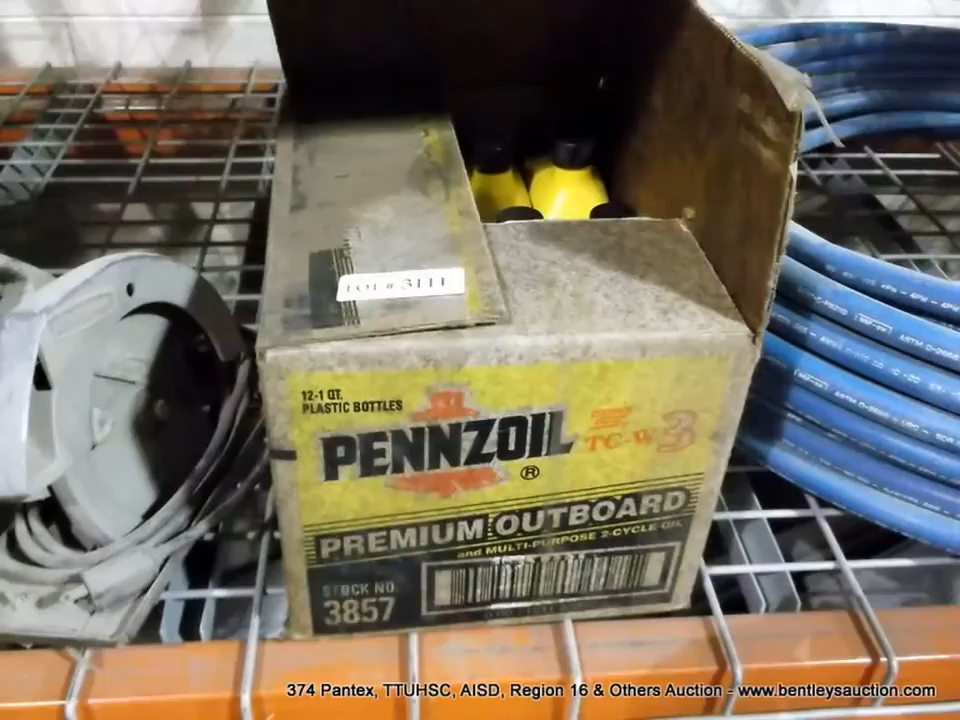 LOT# 3111
12-1 QT.
PLASTIC BOTTLES
PENNZOIL®
TC-W3
PREMIUM OUTBOARD
and MULTI-PURPOSE 2-CYCLE OIL
STOCK NO.
3857
374 Pantex, TTUHSC, AISD, Region 16 & Others Auction - www.bentleysauction.com